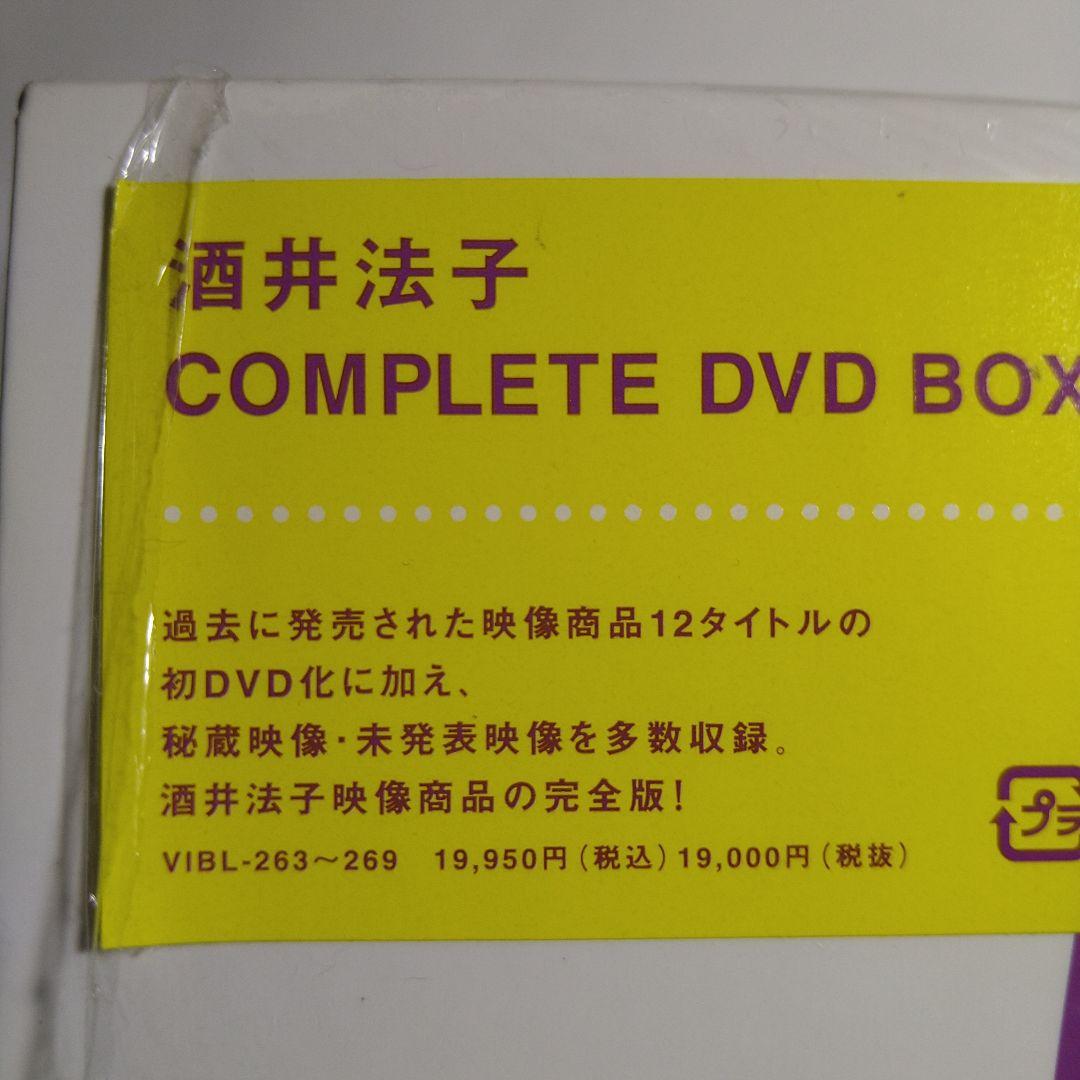 酒井法子
COMPLETE DVD BOX
過去に発売された映像商品12タイトルの
初DVD化に加え、
秘蔵映像・未発表映像を多数収録。
酒井法子映像商品の完全版!
プラ
VIBL-263〜269 19,950円(税込)19,000円(税抜)